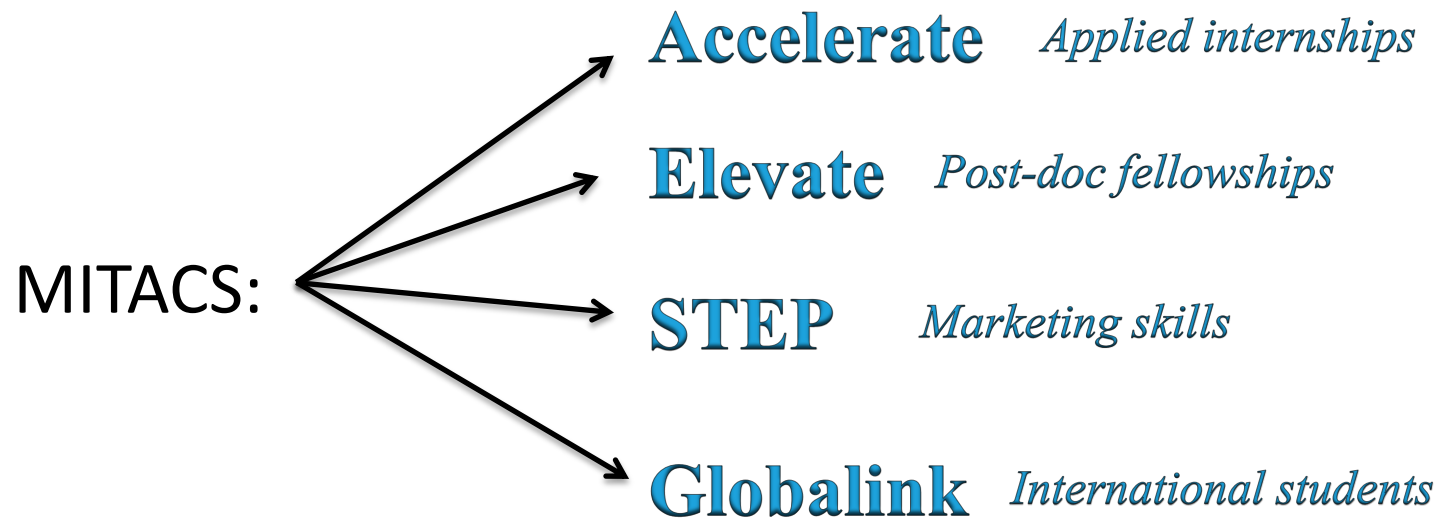 Accelerate Applied internships
Elevate Post-doc fellowships
MITACS:
STEP Marketing skills
Globalink International students